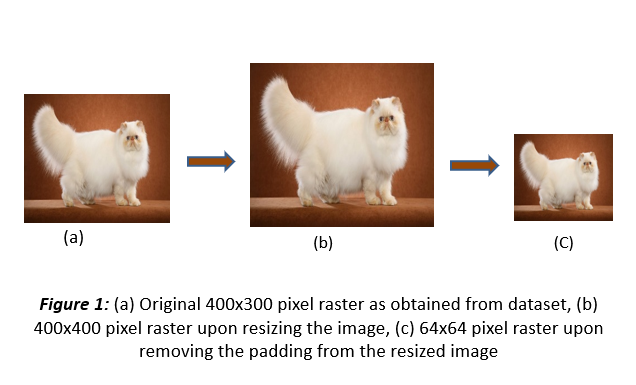 (a)
(b)
(C)
Figure 1: (a) Original 400x300 pixel raster as obtained from dataset, (b)
400x400 pixel raster upon resizing the image, (c) 64x64 pixel raster upon
removing the padding from the resized image